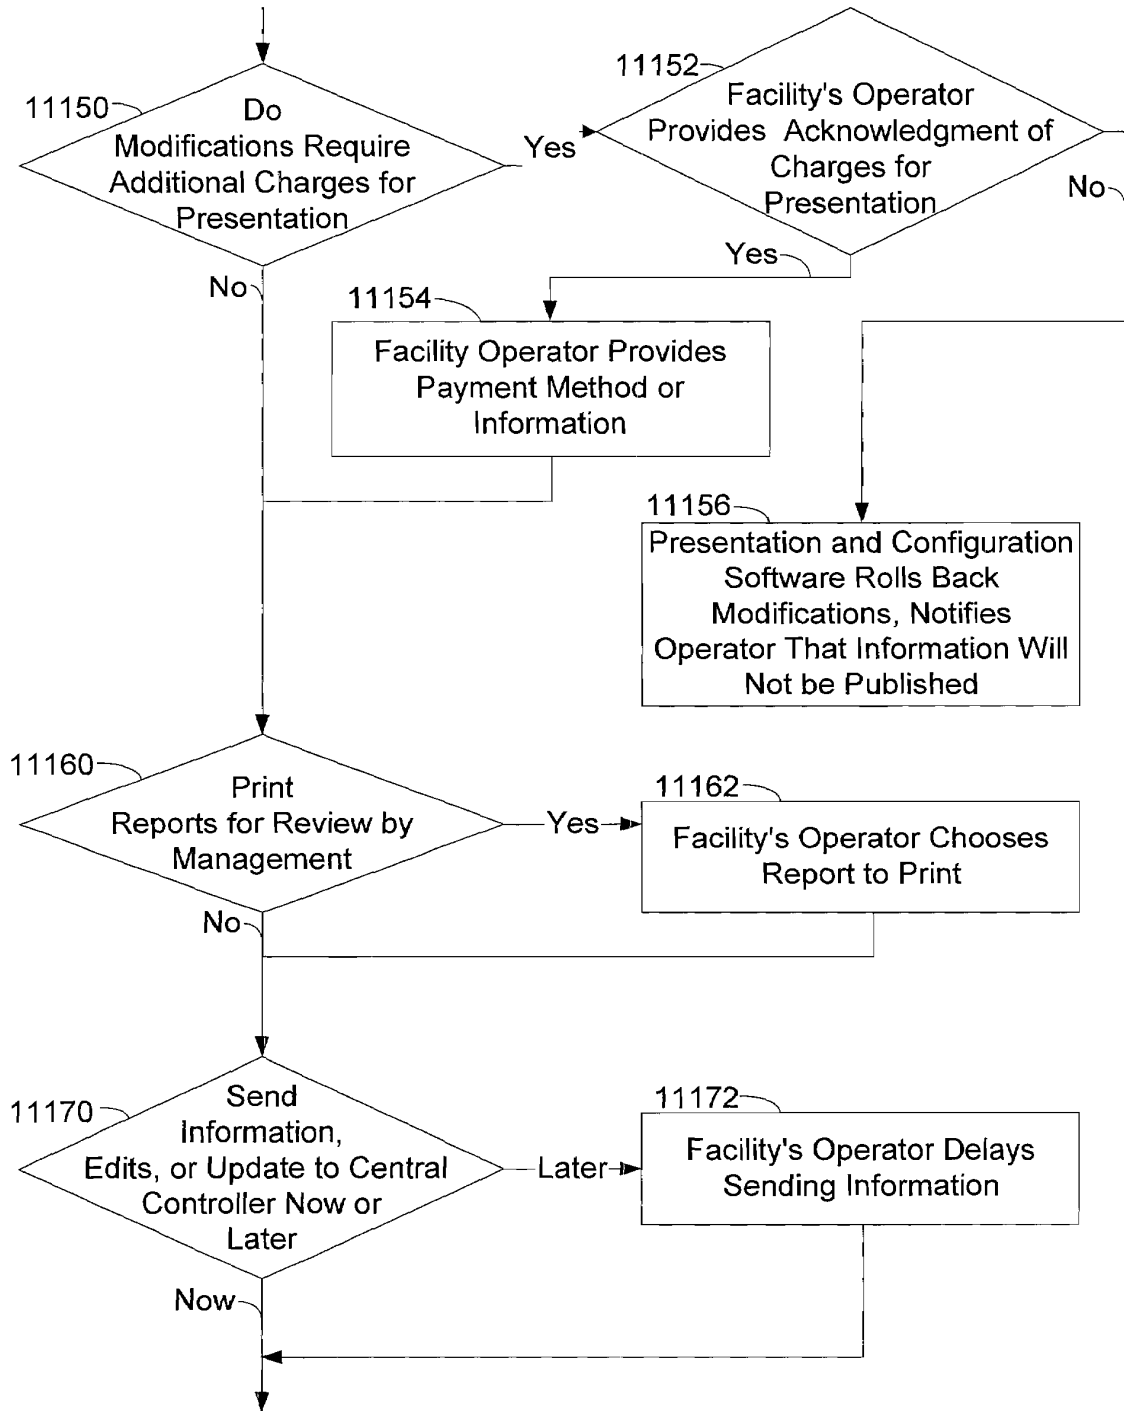 11150
Do
Modifications Require
Additional Charges for
Presentation
Yes
11152
Facility's Operator
Provides Acknowledgment of
Charges for
Presentation
No
Yes
No
11154
Facility Operator Provides
Payment Method or
Information
11156
Presentation and Configuration
Software Rolls Back
Modifications, Notifies
Operator That Information Will
Not be Published
11160
Print
Reports for Review by
Management
Yes
11162
Facility's Operator Chooses
Report to Print
No
11170
Send
Information,
Edits, or Update to Central
Controller Now or
Later
Later
11172
Facility's Operator Delays
Sending Information
Now